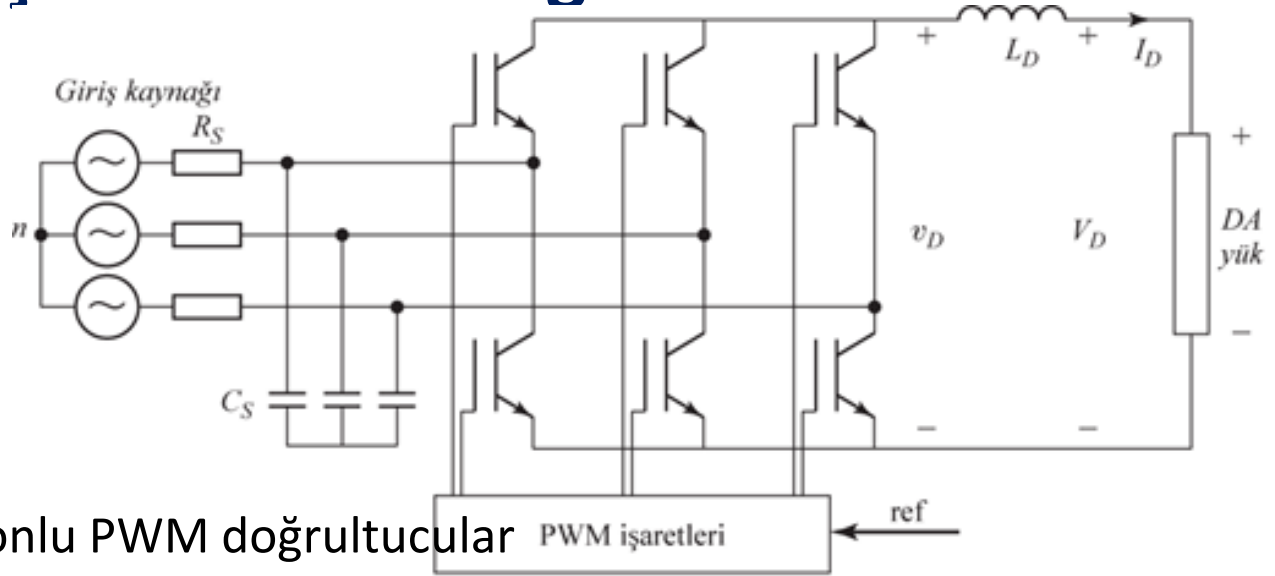 Giriş kaynağı
R_S
n
C_S
+
L_D
+
I_D
v_D
V_D
+
DA
yük
−
−
−
onlu PWM doğrultucular
PWM işaretleri
ref